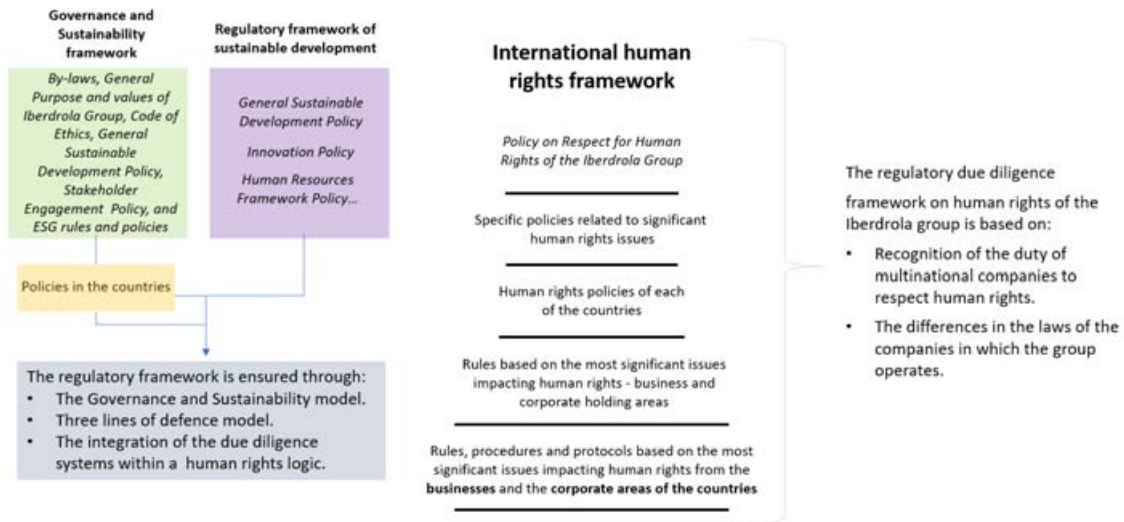 Governance and
Sustainability
framework
By-laws, General
Purpose and values of
Iberdrola Group, Code of
Ethics, General
Sustainable
Development Policy,
Stakeholder
Engagement Policy, and
ESG rules and policies
Regulatory framework of
sustainable development
General Sustainable
Development Policy
Innovation Policy
Human Resources
Framework Policy...
Policies in the countries
The regulatory framework is ensured through:
• The Governance and Sustainability model.
• Three lines of defence model.
• The integration of the due diligence
systems within a human rights logic.
International human
rights framework
Policy on Respect for Human
Rights of the Iberdrola Group
Specific policies related to significant
human rights issues
Human rights policies of each
of the countries
Rules based on the most significant issues
impacting human rights - business and
corporate holding areas
Rules, procedures and protocols based on the most
significant issues impacting human rights from the
businesses and the corporate areas of the countries
The regulatory due diligence
framework on human rights of the
Iberdrola group is based on:
• Recognition of the duty of
multinational companies to
respect human rights.
• The differences in the laws of the
companies in which the group
operates.